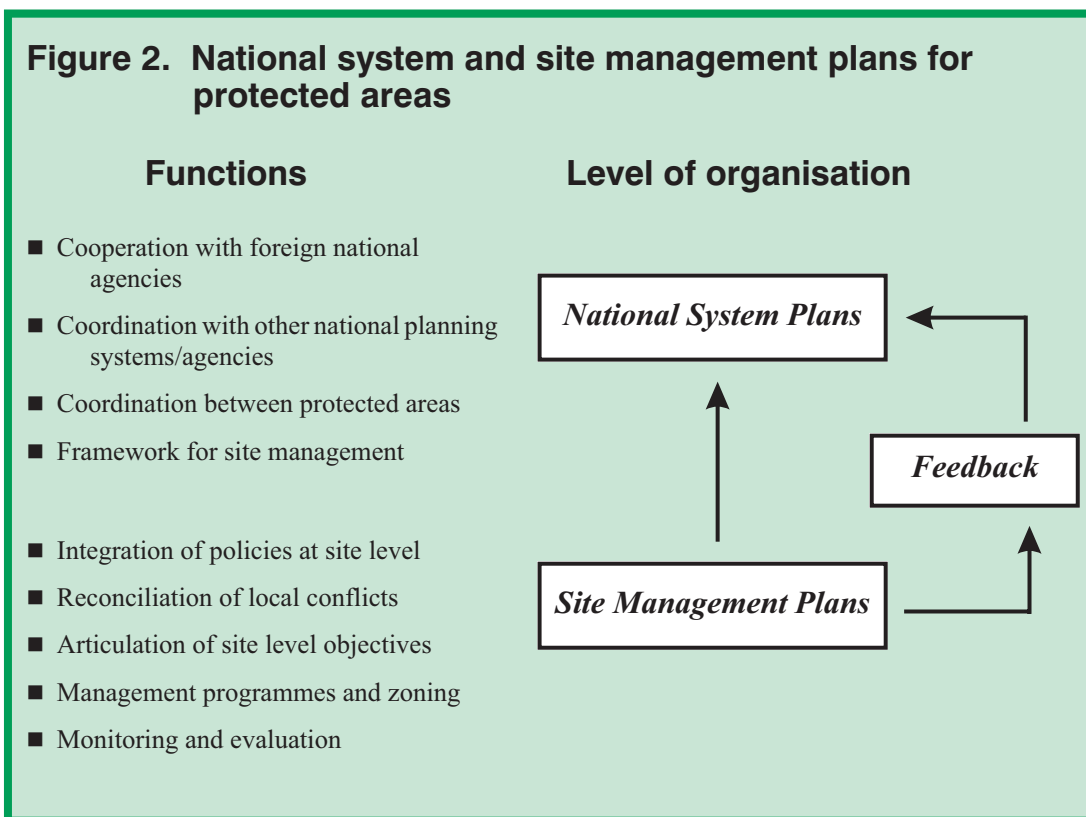 Figure 2. National system and site management plans for
protected areas
Functions
■ Cooperation with foreign national
agencies
■ Coordination with other national planning
systems/agencies
■ Coordination between protected areas
■ Framework for site management
■ Integration of policies at site level
■ Reconciliation of local conflicts
■ Articulation of site level objectives
■ Management programmes and zoning
■ Monitoring and evaluation
Level of organisation
National System Plans
Feedback
Site Management Plans